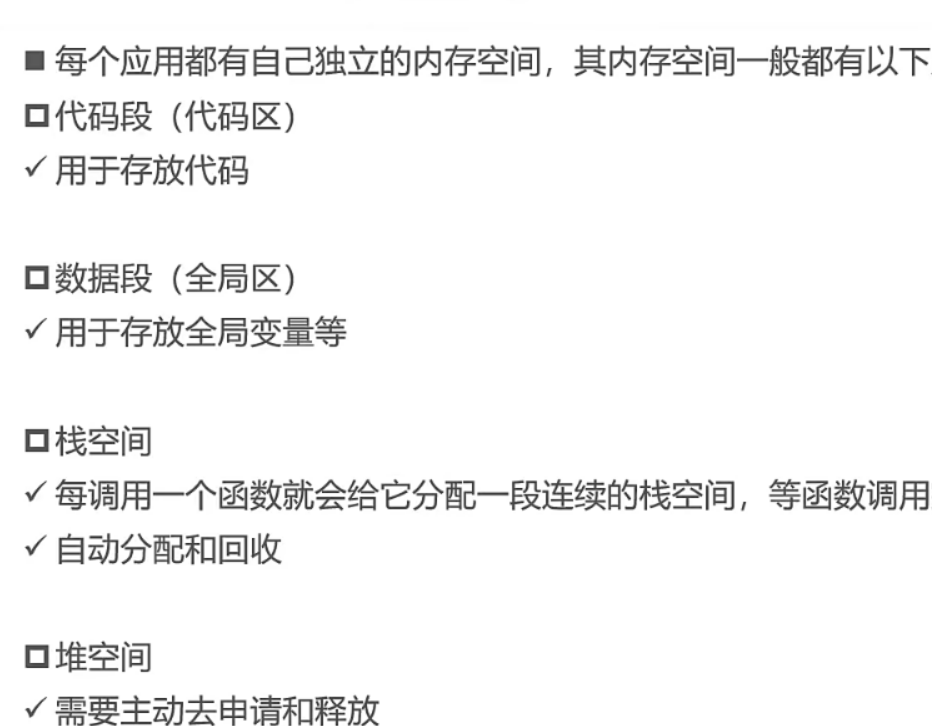 ■ 每个应用都有自己独立的内存空间，其内存空间一般都有以下
代码段（代码区）
✓ 用于存放代码
数据段（全局区）
✓ 用于存放全局变量等
栈空间
✓ 每调用一个函数就会给它分配一段连续的栈空间，等函数调用
✓ 自动分配和回收
堆空间
✓ 需要主动去申请和释放